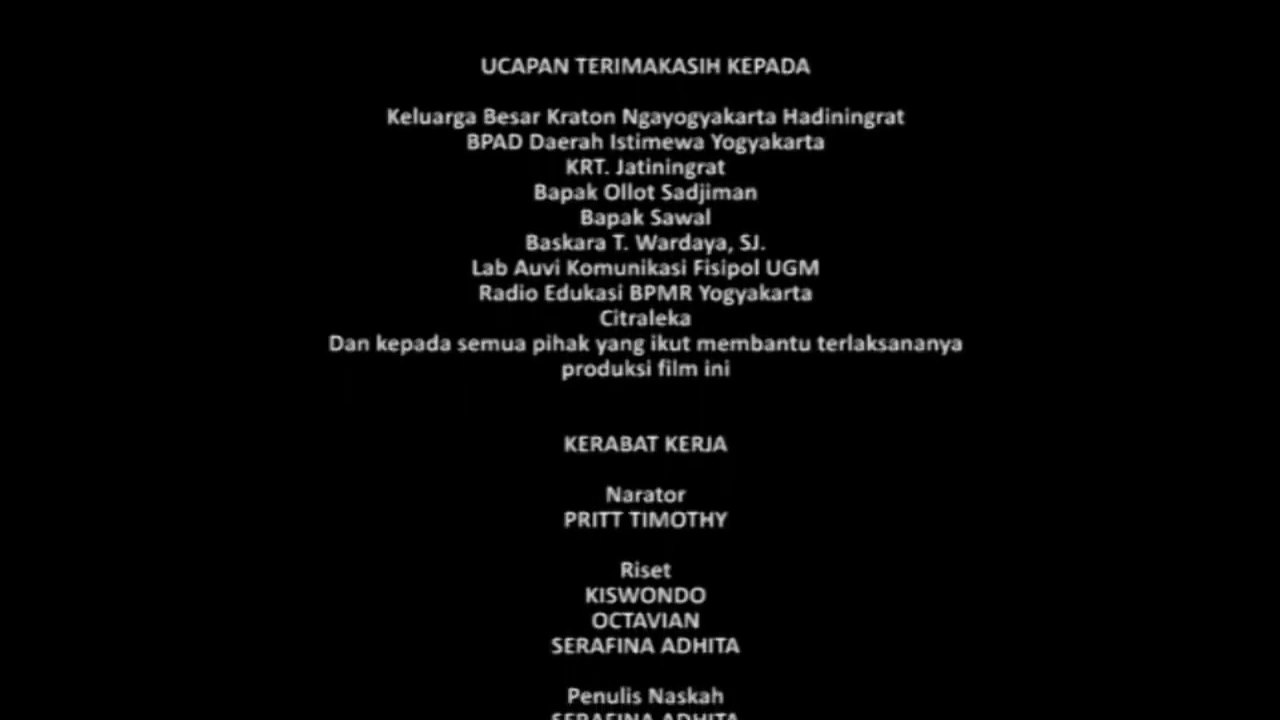 UCAPAN TERIMAKASIH KEPADA
Keluarga Besar Kraton Ngayogyakarta Hadiningrat
BPAD Daerah Istimewa Yogyakarta
KRT. Jatiningrat
Bapak Ollot Sadjiman
Bapak Sawal
Baskara T. Wardaya, SJ.
Lab Auvi Komunikasi Fisipol UGM
Radio Edukasi BPMR Yogyakarta
Citraleka
Dan kepada semua pihak yang ikut membantu terlaksananya
produksi film ini
KERABAT KERJA
Narator
PRITT TIMOTHY
Riset
KISWONDO
OCTAVIAN
SERAFINA ADHITA
Penulis Naskah
SERAFINA ADHITA